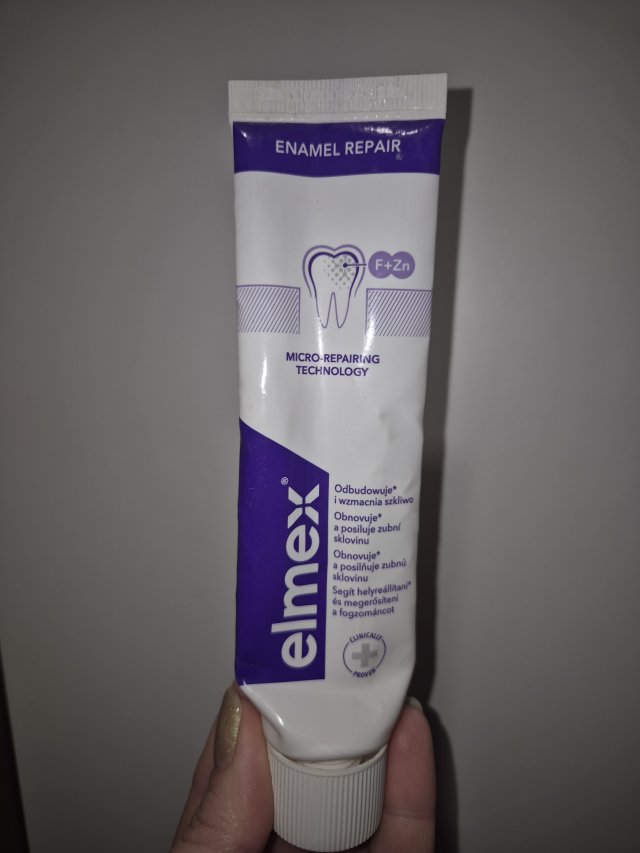 ENAMEL REPAIR
F+Zn
MICRO-REPAIRING
TECHNOLOGY
elmex®
Odbudowuje*
i wzmacnia szkliwo
Obnovuje*
a posiluje zubní
sklovinu
Obnovuje*
a posilňuje zubnú
sklovinu
Segít helyreállítani*
és megerősíteni
a fogzománcot
CLINICALLY
PROVEN